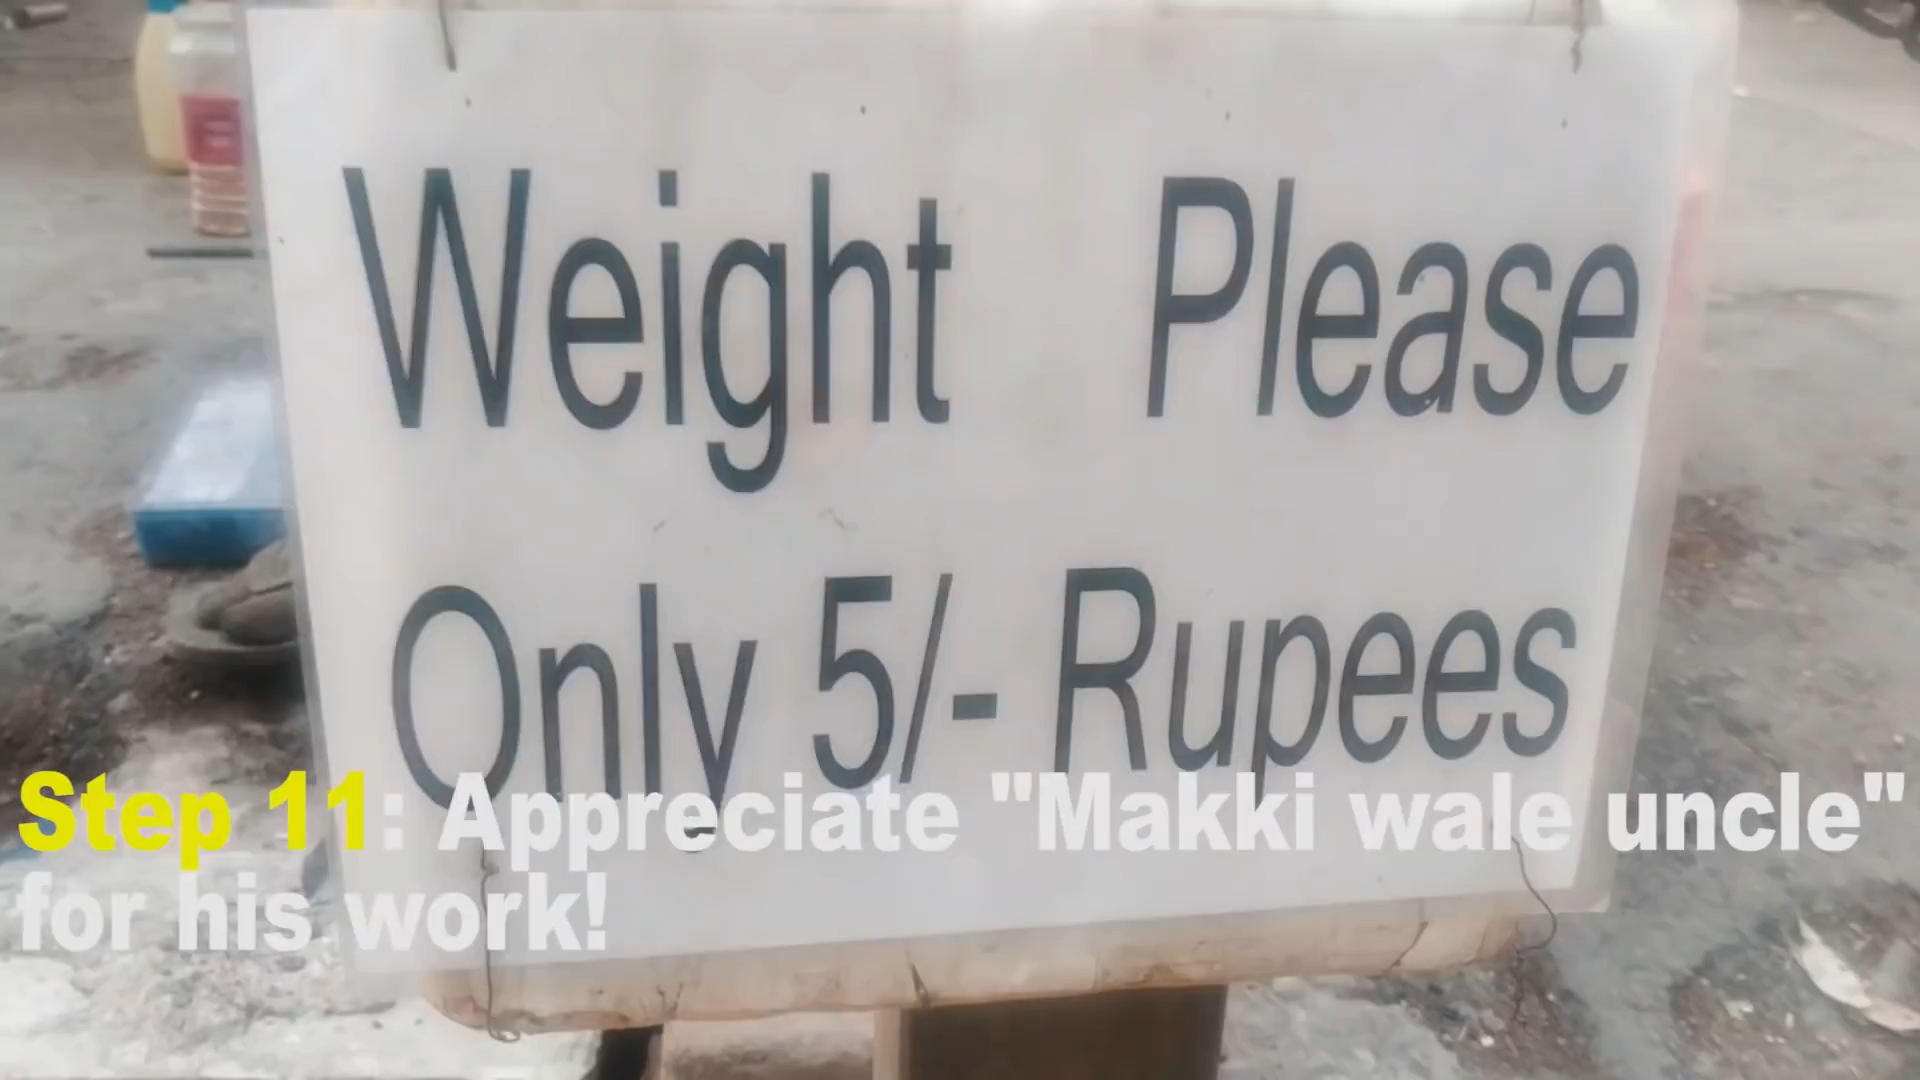 Weight Please
Only 5/- Rupees
Step 11: Appreciate "Makki wale uncle"
for his work!